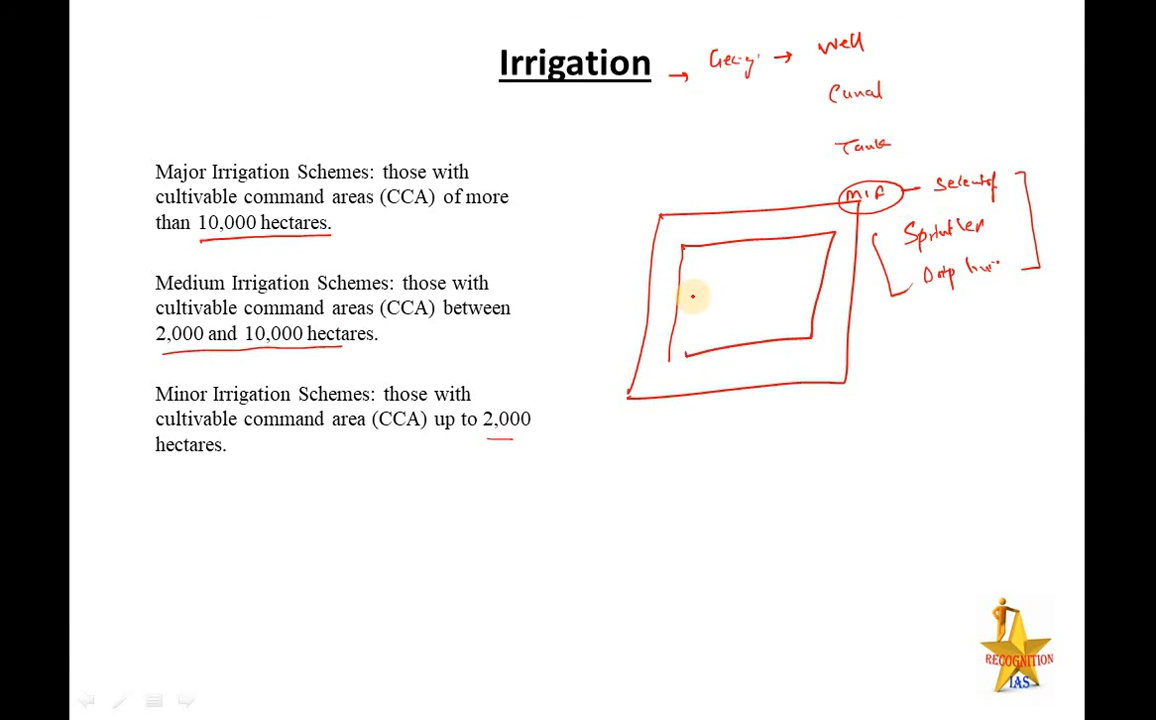 Irrigation
Well
Canal
Tank
Major Irrigation Schemes: those with
cultivable command areas (CCA) of more
than 10,000 hectares.
MIF
Sprinkler
Medium Irrigation Schemes: those with
cultivable command areas (CCA) between
2,000 and 10,000 hectares.
Minor Irrigation Schemes: those with
cultivable command area (CCA) up to 2,000
hectares.
RECOGNITION
IAS